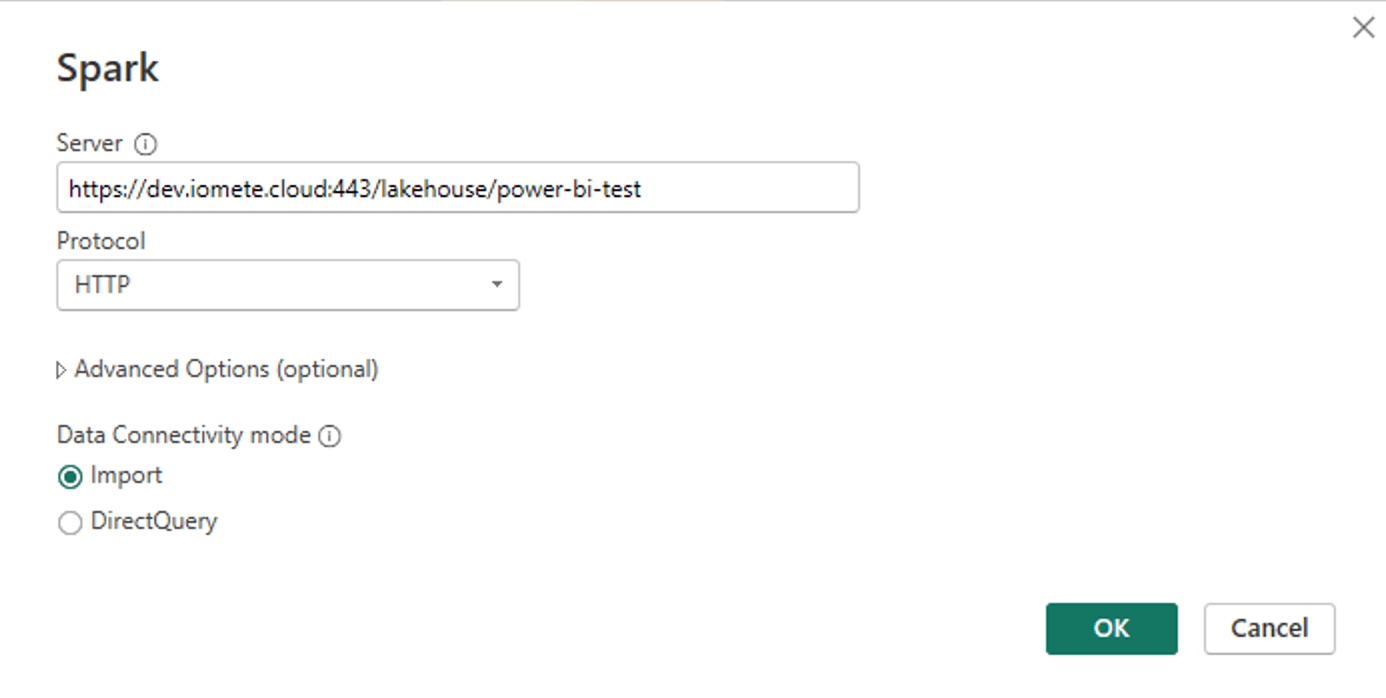 Spark
Server
https://dev.iomete.cloud:443/lakehouse/power-bi-test
Protocol
HTTP
Advanced Options (optional)
Data Connectivity mode
Import
DirectQuery
OK Cancel